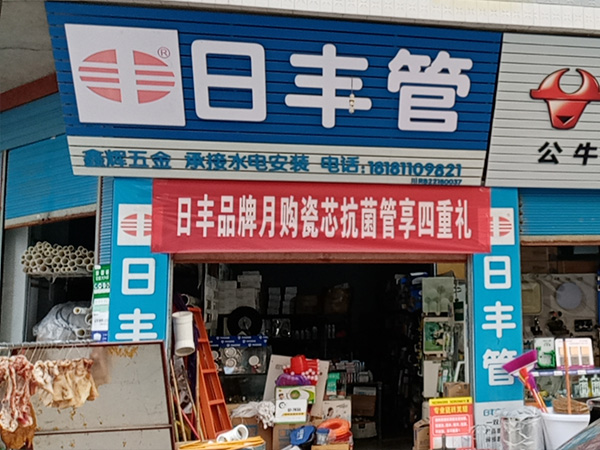 日丰管
®
公牛
鑫辉五金 承接水电安装 电话:18181109821
日丰品牌月购瓷芯抗菌管享四重礼
日丰
日丰管